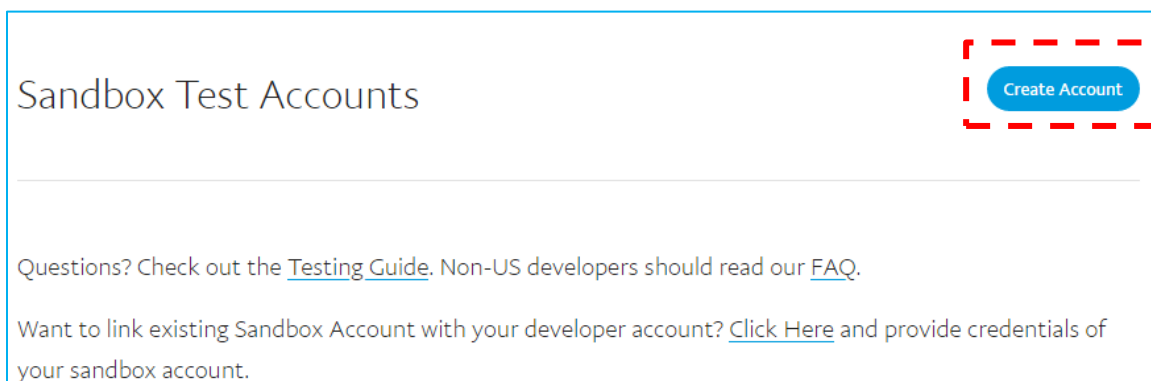 Sandbox Test Accounts
Create Account
Questions? Check out the Testing Guide. Non-US developers should read our FAQ.
Want to link existing Sandbox Account with your developer account? Click Here and provide credentials of
your sandbox account.